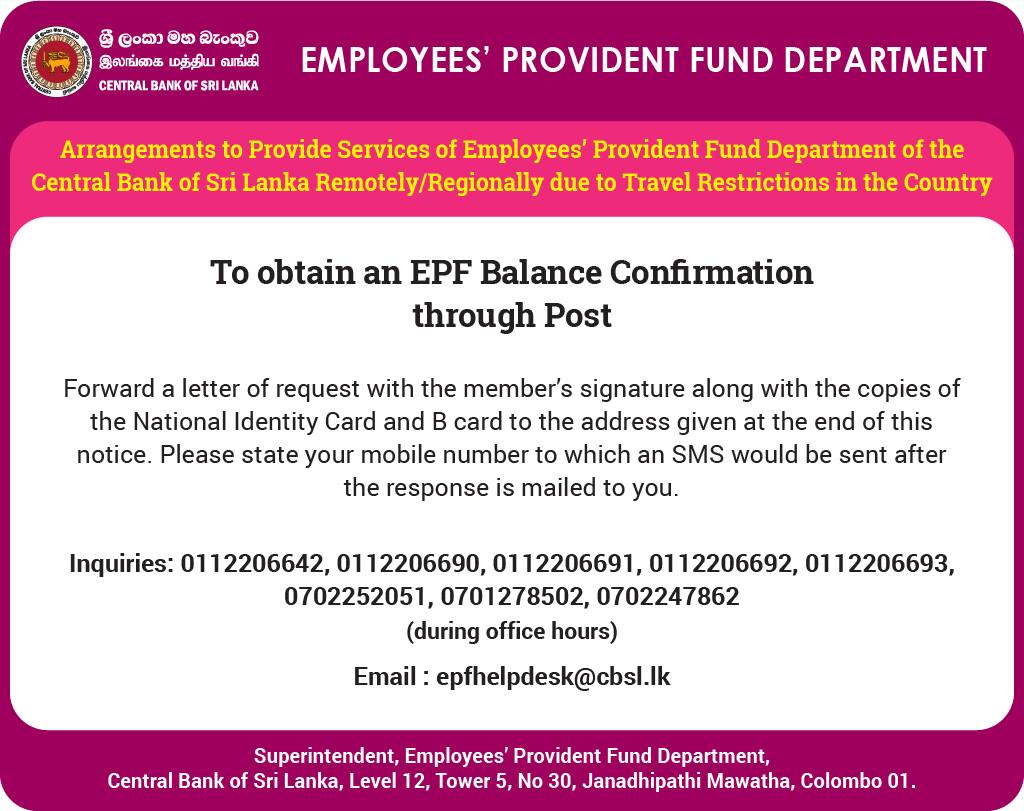 ශ්‍රී ලංකා මහ බැංකුව
இலங்கை மத்திய வங்கி
CENTRAL BANK OF SRI LANKA
EMPLOYEES’ PROVIDENT FUND DEPARTMENT
Arrangements to Provide Services of Employees’ Provident Fund Department of the
Central Bank of Sri Lanka Remotely/Regionally due to Travel Restrictions in the Country
To obtain an EPF Balance Confirmation
through Post
Forward a letter of request with the member’s signature along with the copies of
the National Identity Card and B card to the address given at the end of this
notice. Please state your mobile number to which an SMS would be sent after
the response is mailed to you.
Inquiries: 0112206642, 0112206690, 0112206691, 0112206692, 0112206693,
0702252051, 0701278502, 0702247862
(during office hours)
Email : epfhelpdesk@cbsl.lk
Superintendent, Employees’ Provident Fund Department,
Central Bank of Sri Lanka, Level 12, Tower 5, No 30, Janadhipathi Mawatha, Colombo 01.